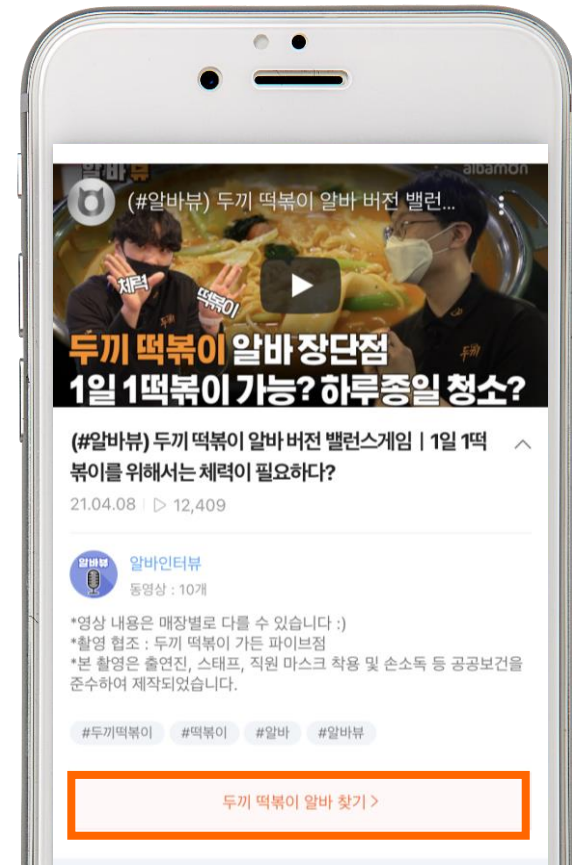 알바뷰
albamon
(#알바뷰) 두끼 떡볶이 알바 버전 밸런...
체력
떡볶이
두끼
두끼 떡볶이 알바 장단점
1일 1떡볶이 가능? 하루종일 청소?
(#알바뷰) 두끼 떡볶이 알바 버전 밸런스게임 | 1일 1떡
볶이를 위해서는 체력이 필요하다?
21.04.08 12,409
알바뷰
알바인터뷰
동영상 : 10개
*영상 내용은 매장별로 다를 수 있습니다 :)
*촬영 협조 : 두끼 떡볶이 가든 파이브점
*본 촬영은 출연진, 스태프, 직원 마스크 착용 및 손소독 등 공공보건을
준수하여 제작되었습니다.
#두끼떡볶이 #떡볶이 #알바 #알바뷰
두끼 떡볶이 알바 찾기 >